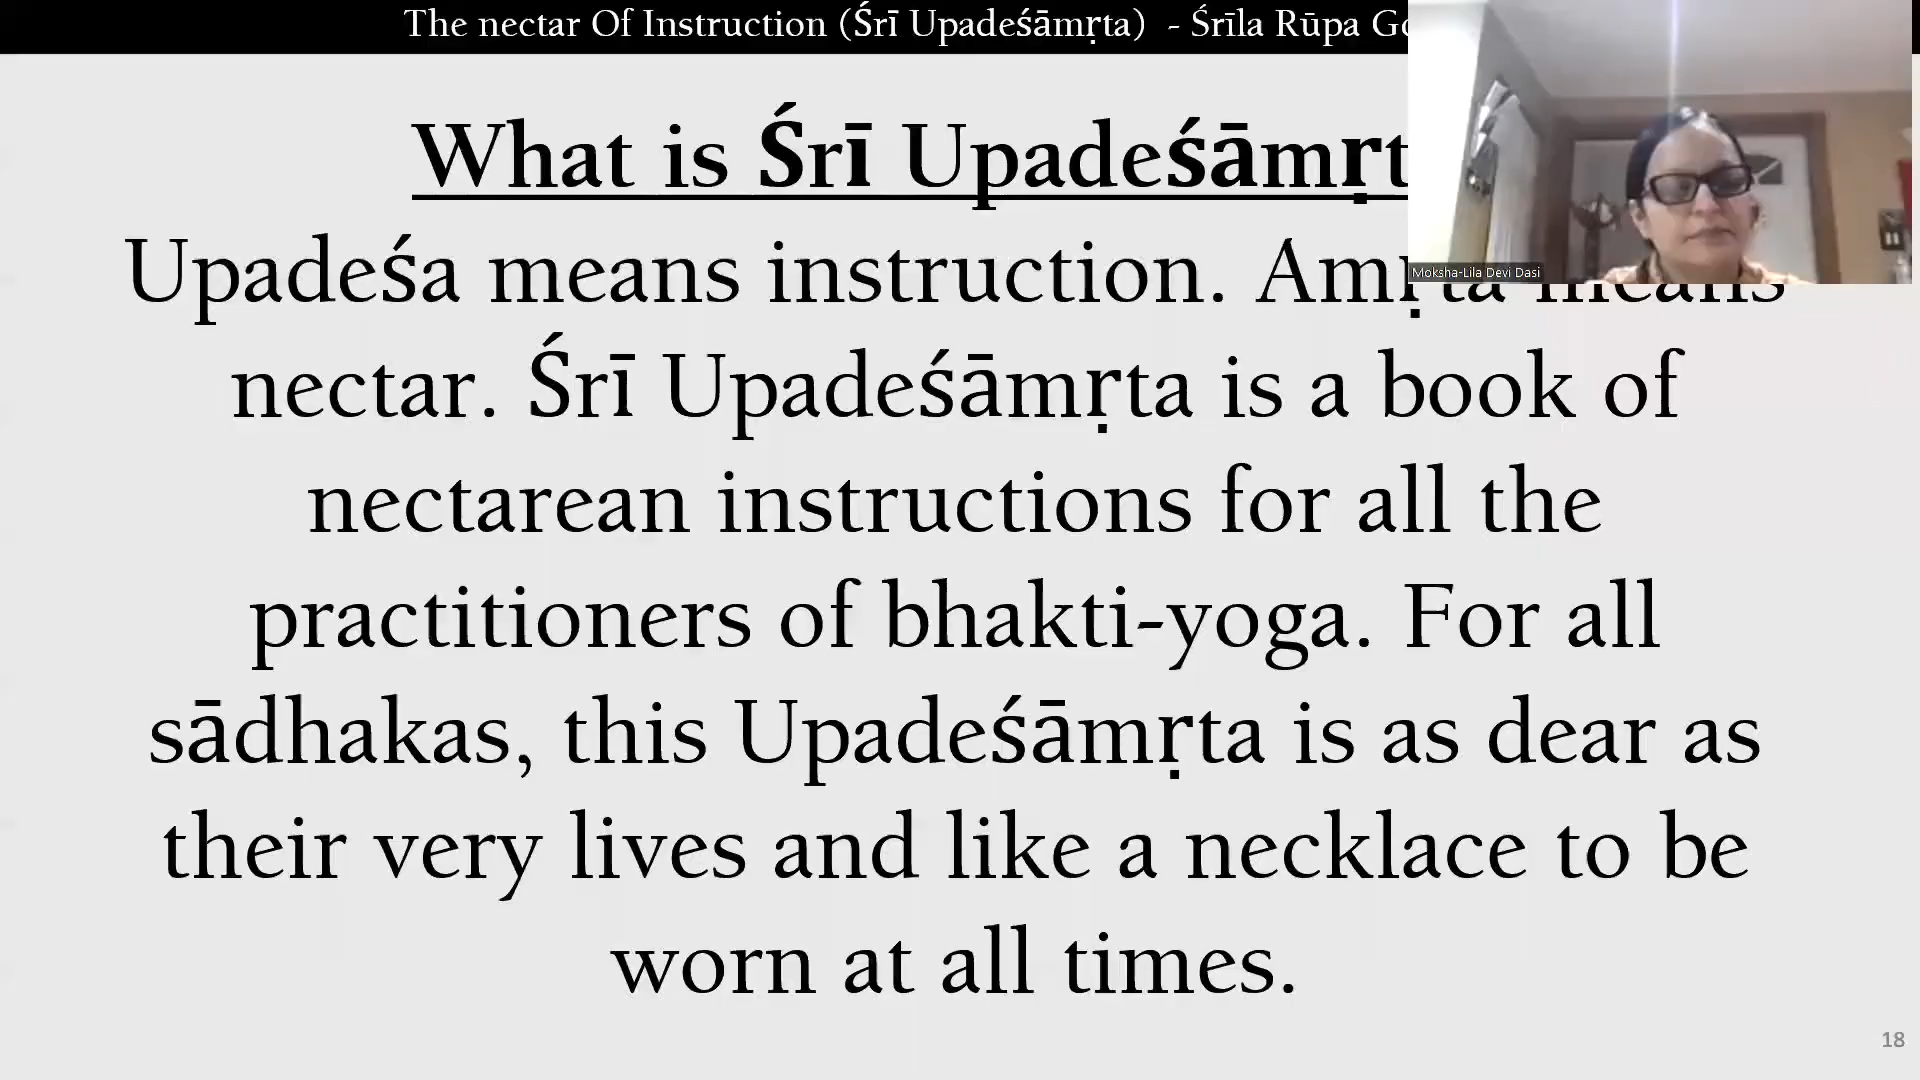 The nectar Of Instruction (Śrī Upadeśāmṛta) - Śrīla Rūpa
What is Śrī
Upadeśa means instruction. Amṛta means
nectar. Śrī Upadeśāmṛta is a book of
nectarean instructions for all the
practitioners of bhakti-yoga. For all
sādhakas, this Upadeśāmṛta is as dear as
their very lives and like a necklace to be
worn at all times.
Moksha-Lila Devi Dasi
18